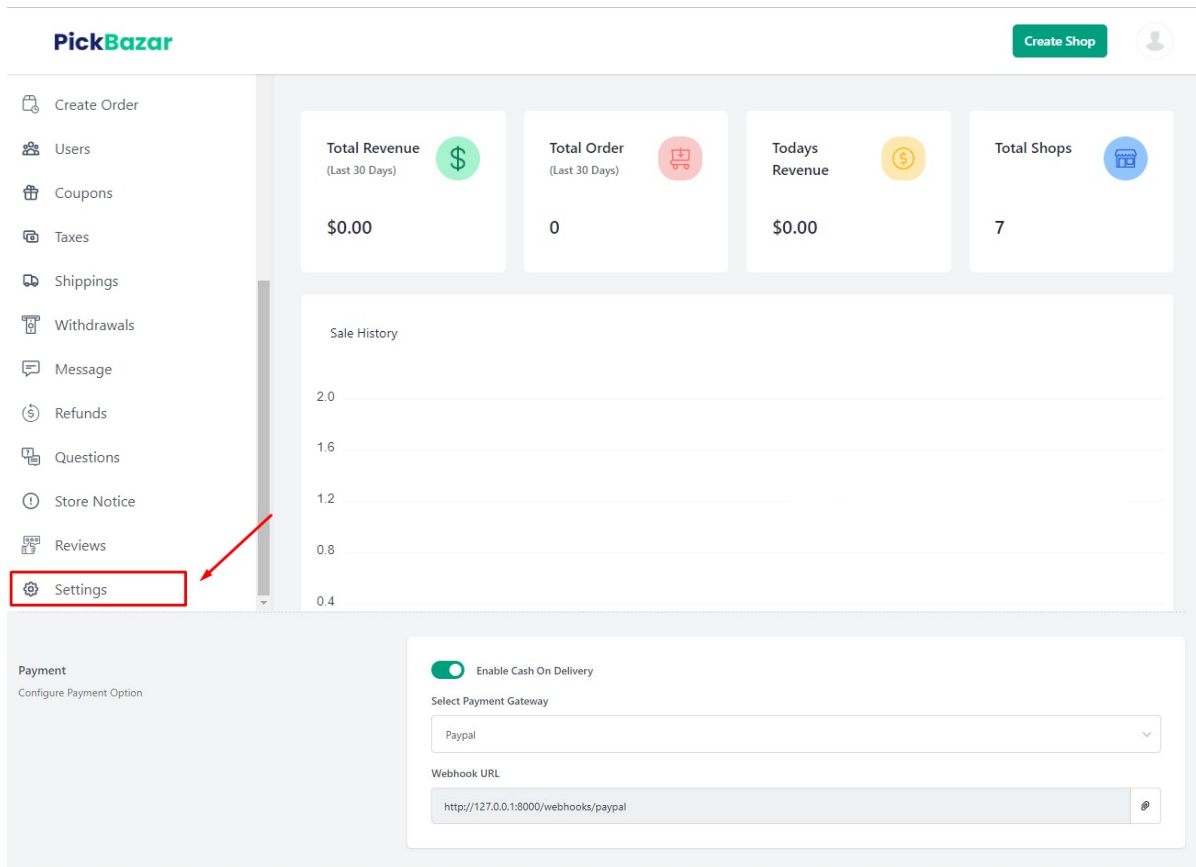 PickBazar
Create Shop
Create Order
Users
Coupons
Taxes
Shippings
Withdrawals
Message
Refunds
Questions
Store Notice
Reviews
Settings
Total Revenue
(Last 30 Days)
$0.00
Total Order
(Last 30 Days)
0
Todays
Revenue
$0.00
Total Shops
7
Sale History
2.0
1.6
1.2
0.8
0.4
Payment
Configure Payment Option
Enable Cash On Delivery
Select Payment Gateway
Paypal
Webhook URL
http://127.0.0.1:8000/webhooks/paypal